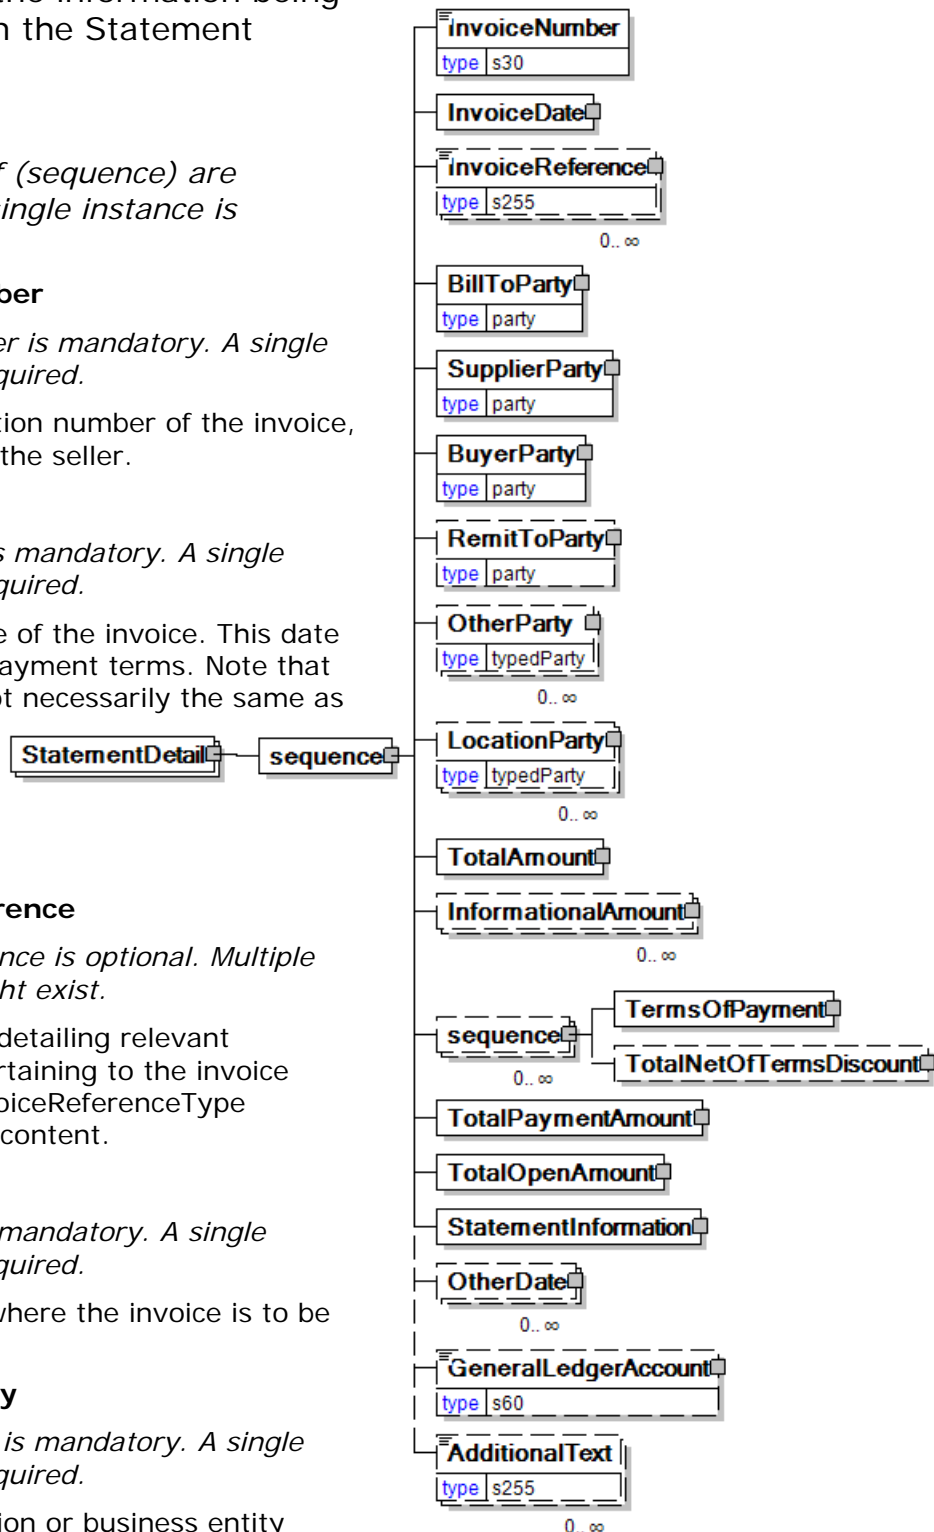 the information being
n the Statement
f (sequence) are
single instance is
ber
er is mandatory. A single
quired.
tion number of the invoice,
the seller.
s mandatory. A single
quired.
e of the invoice. This date
payment terms. Note that
ot necessarily the same as
rence
nce is optional. Multiple
ht exist.
detailing relevant
rtaining to the invoice
oiceReferenceType
content.
mandatory. A single
quired.
where the invoice is to be
y
is mandatory. A single
quired.
ion or business entity
StatementDetail
sequence
InvoiceNumber
type s30
InvoiceDate
InvoiceReference
type s255
0..∞
BillToParty
type party
SupplierParty
type party
BuyerParty
type party
RemitToParty
type party
OtherParty
type typedParty
0..∞
LocationParty
type typedParty
0..∞
TotalAmount
InformationalAmount
0..∞
sequence
0..∞
TermsOfPayment
TotalNetOfTermsDiscount
TotalPaymentAmount
TotalOpenAmount
StatementInformation
OtherDate
0..∞
GeneralLedgerAccount
type s60
AdditionalText
type s255
0..∞